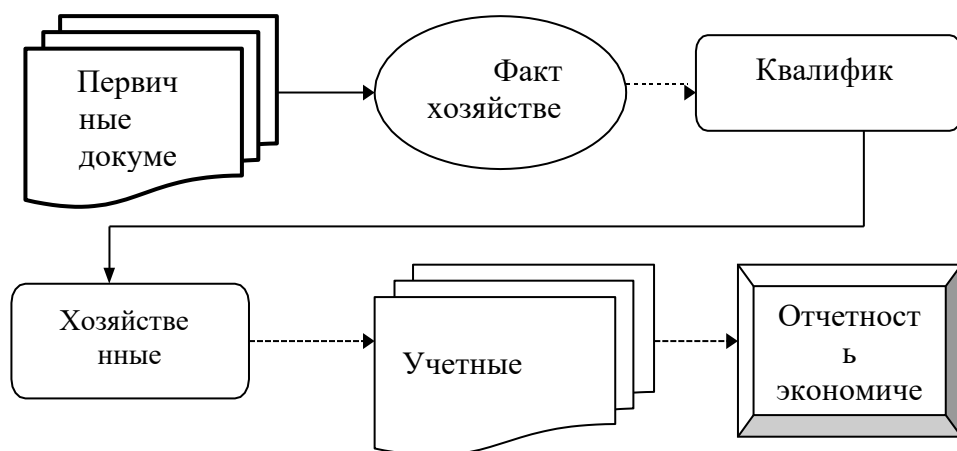 Первич
ные
докуме
Факт
хозяйстве
Квалифик
Хозяйстве
нные
Учетные
Отчетност
ь
экономиче